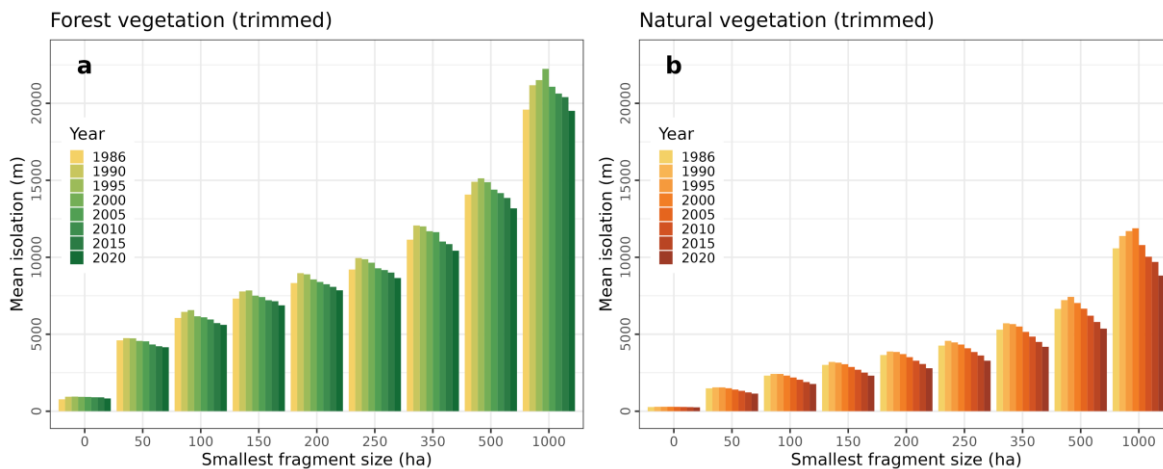 Forest vegetation (trimmed)
a
Mean isolation (m)
20000
15000
10000
5000
0
Year
1986
1990
1995
2000
2005
2010
2015
2020
0 50 100 150 200 250 350 500 1000
Smallest fragment size (ha)
Natural vegetation (trimmed)
b
Mean isolation (m)
20000
15000
10000
5000
0
Year
1986
1990
1995
2000
2005
2010
2015
2020
0 50 100 150 200 250 350 500 1000
Smallest fragment size (ha)